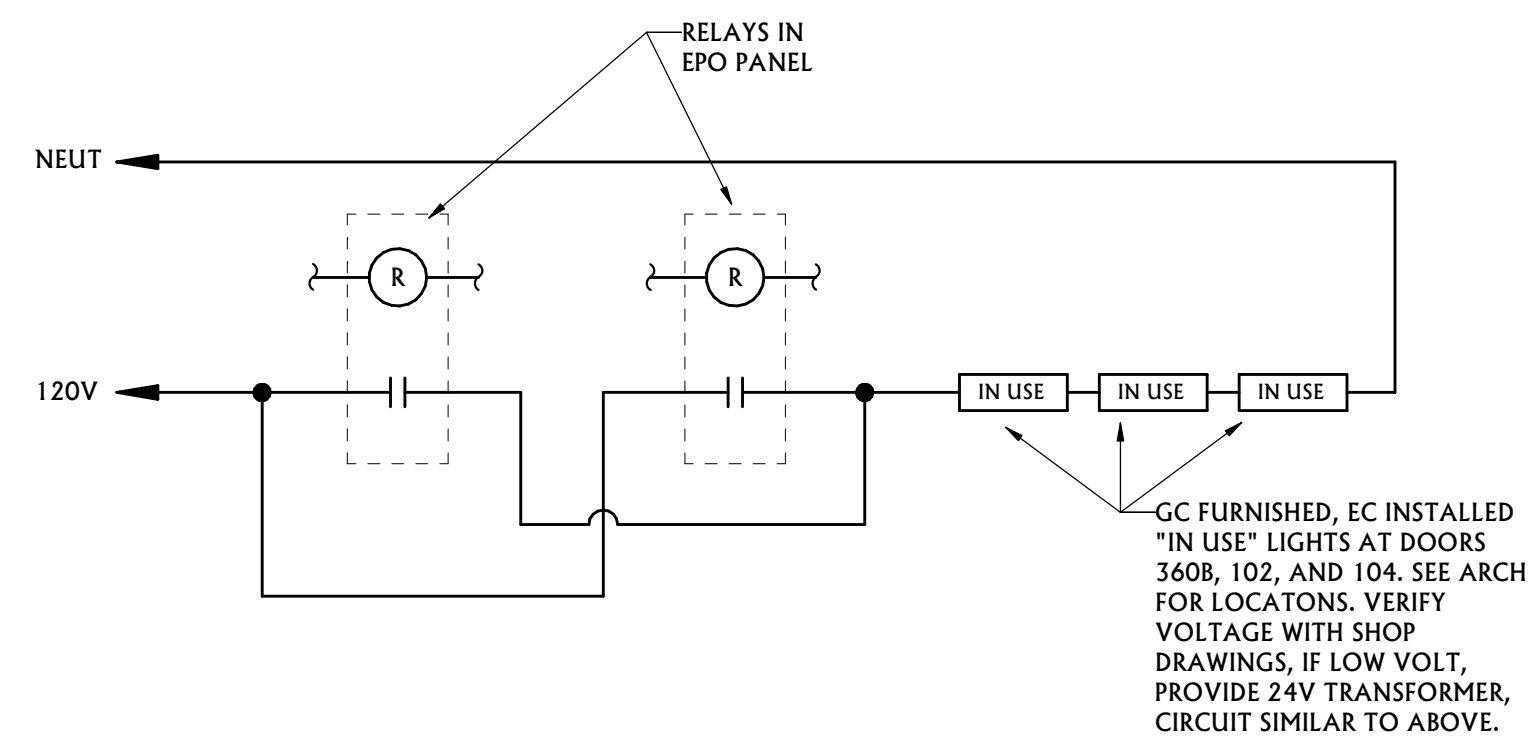 RELAYS IN
EPO PANEL
NEUT
R
R
120V
IN USE
IN USE
IN USE
GC FURNISHED, EC INSTALLED
"IN USE" LIGHTS AT DOORS
360B, 102, AND 104. SEE ARCH
FOR LOCATONS. VERIFY
VOLTAGE WITH SHOP
DRAWINGS, IF LOW VOLT,
PROVIDE 24V TRANSFORMER,
CIRCUIT SIMILAR TO ABOVE.